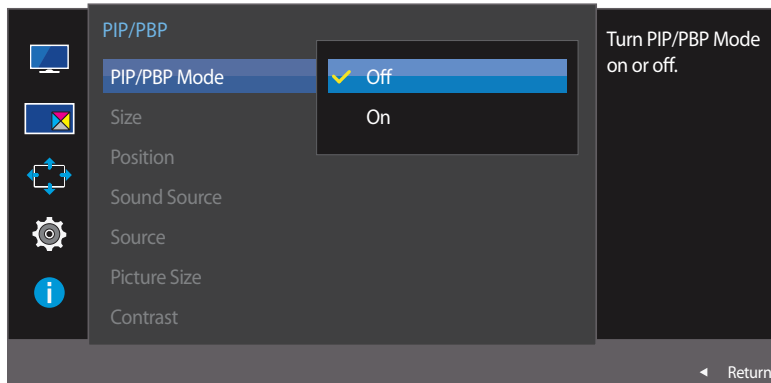 PIP/PBP
PIP/PBP Mode
Off
On
Size
Position
Sound Source
Source
Picture Size
Contrast
Turn PIP/PBP Mode
on or off.
Return